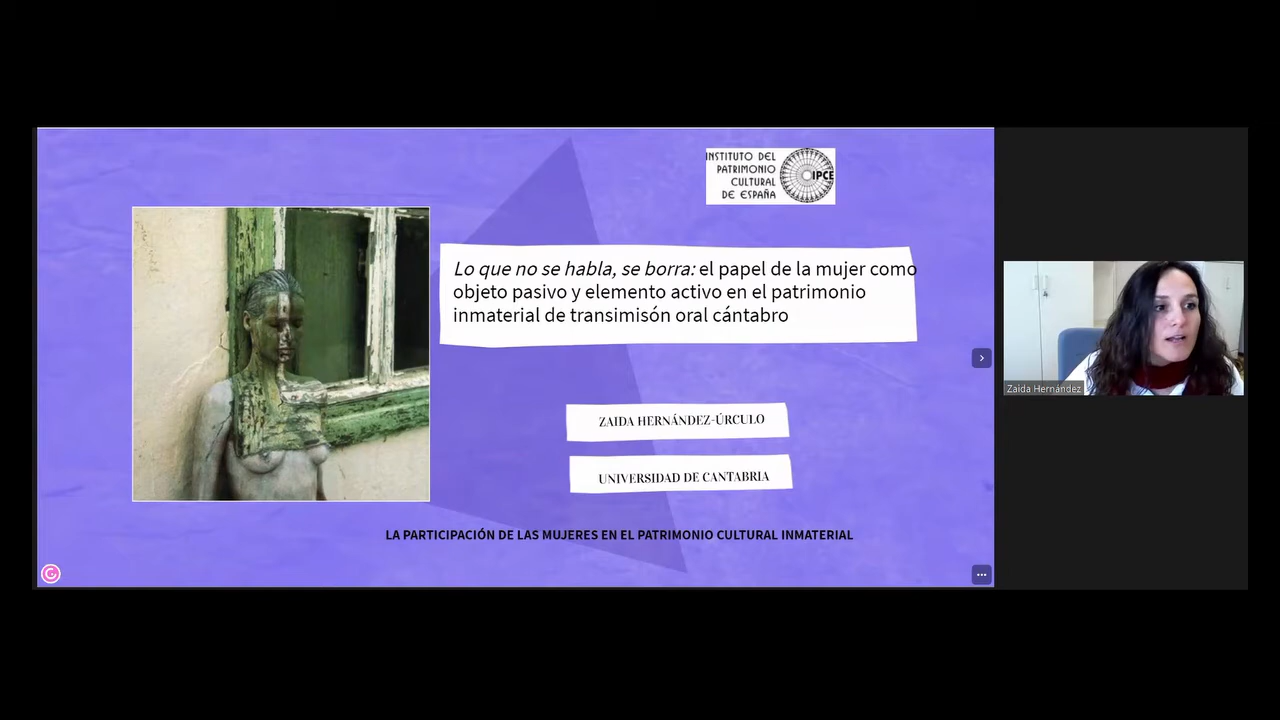 INSTITUTO DEL
PATRIMONIO
CULTURAL
DE ESPAÑA
IPCE
Lo que no se habla, se borra: el papel de la mujer como
objeto pasivo y elemento activo en el patrimonio
inmaterial de transimisón oral cántabro
ZAIDA HERNÁNDEZ-ÚRCULO
UNIVERSIDAD DE CANTABRIA
LA PARTICIPACIÓN DE LAS MUJERES EN EL PATRIMONIO CULTURAL INMATERIAL
Zaida Hernández